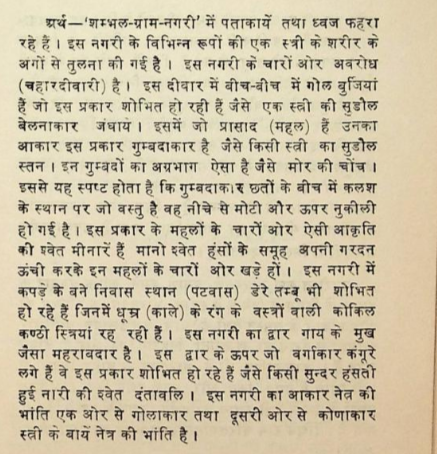 अर्थ—'शम्भल-ग्राम-नगरी' में पताकायें तथा ध्वज फहरा
रहे हैं। इस नगरी के विभिन्न रूपों की एक स्त्री के शरीर के
अगों से तुलना की गई है। इस नगरी के चारों ओर अवरोध
(चहारदीवारी) है। इस दीवार में बीच-बीच में गोल बुजियां
हैं जो इस प्रकार शोभित हो रही हैं जैसे एक स्त्री की सुडौल
बेलनाकार जंघायें। इसमें जो प्रासाद (महल) हैं उनका
आकार इस प्रकार गुम्बदाकार है जैसे किसी स्त्री का सुडौल
स्तन। इन गुम्बदों का अग्रभाग ऐसा है जैसे मोर की चोंच।
इससे यह स्पष्ट होता है कि गुम्बदाकार छतों के बीच में कलश
के स्थान पर जो वस्तु है वह नीचे से मोटी और ऊपर नुकीली
हो गई है। इस प्रकार के महलों के चारों ओर ऐसी आकृति
की श्वेत मीनारें हैं मानो श्वेत हंसों के समूह अपनी गरदन
ऊंची करके इन महलों के चारों ओर खड़े हों। इस नगरी में
कपड़े के बने निवास स्थान (पटवास) डेरे तम्बू भी शोभित
हो रहे हैं जिनमें धूम्र (काले) के रंग के वस्त्रों वाली कोकिल
कण्ठी स्त्रियां रह रही हैं। इस नगरी का द्वार गाय के मुख
जैसा महराबदार है। इस द्वार के ऊपर जो वर्गाकार कंगूरे
लगे हैं वे इस प्रकार शोभित हो रहे हैं जैसे किसी सुन्दर हंसती
हुई नारी की श्वेत दंतावलि। इस नगरी का आकार नेत्र की
भांति एक ओर से गोलाकार तथा दूसरी ओर से कोणाकार
स्त्री के बायें नेत्र की भांति है।